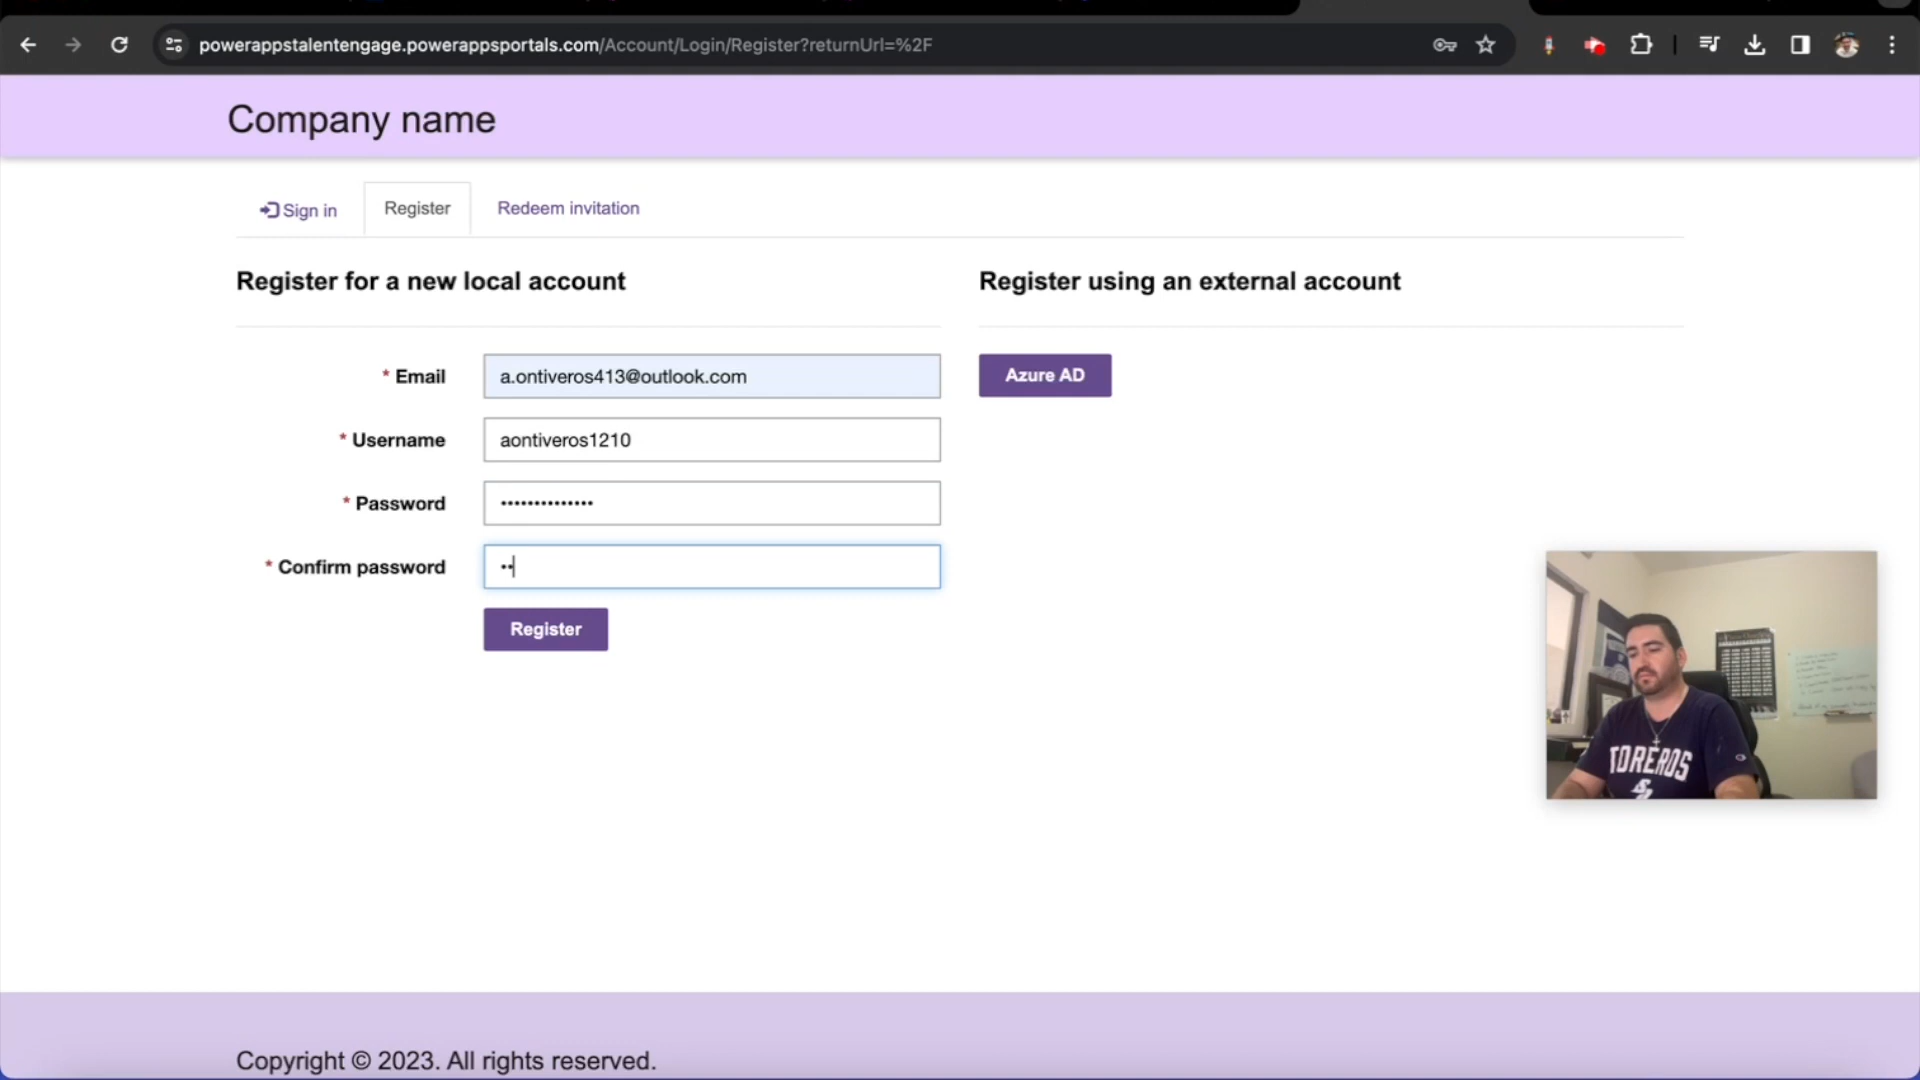 powerappstalentengage.powerappsportals.com/Account/Login/Register?returnUrl=%2F
Company name
Sign in
Register
Redeem invitation
Register for a new local account
Register using an external account
* Email
a.ontiveros413@outlook.com
Azure AD
* Username
aontiveros1210
* Password
••••••••••••••
* Confirm password
••
Register
TOREROS
Copyright © 2023. All rights reserved.